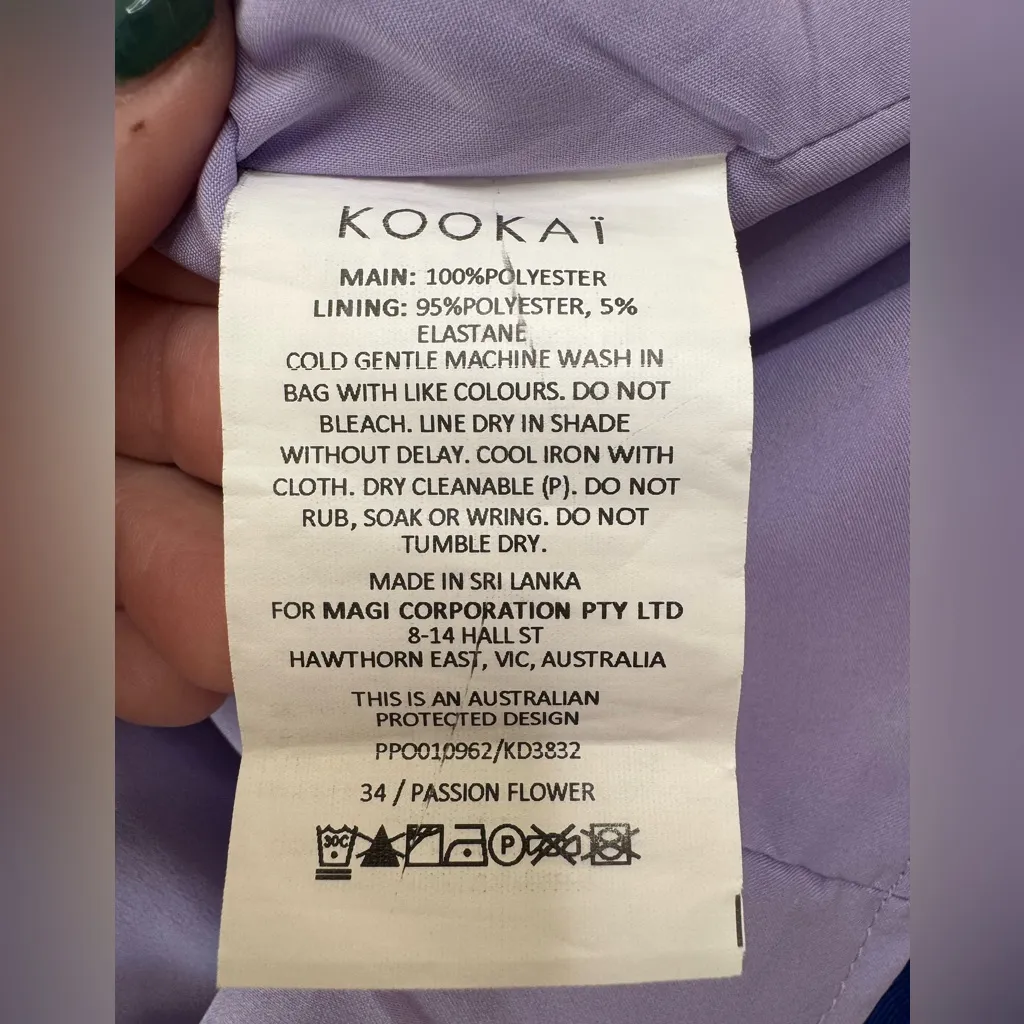 KOOKAÏ
MAIN: 100%POLYESTER
LINING: 95%POLYESTER, 5%
ELASTANE
COLD GENTLE MACHINE WASH IN
BAG WITH LIKE COLOURS. DO NOT
BLEACH. LINE DRY IN SHADE
WITHOUT DELAY. COOL IRON WITH
CLOTH. DRY CLEANABLE (P). DO NOT
RUB, SOAK OR WRING. DO NOT
TUMBLE DRY.
MADE IN SRI LANKA
FOR MAGI CORPORATION PTY LTD
8-14 HALL ST
HAWTHORN EAST, VIC, AUSTRALIA
THIS IS AN AUSTRALIAN
PROTECTED DESIGN
PPO010962/KD3832
34 / PASSION FLOWER
30C P